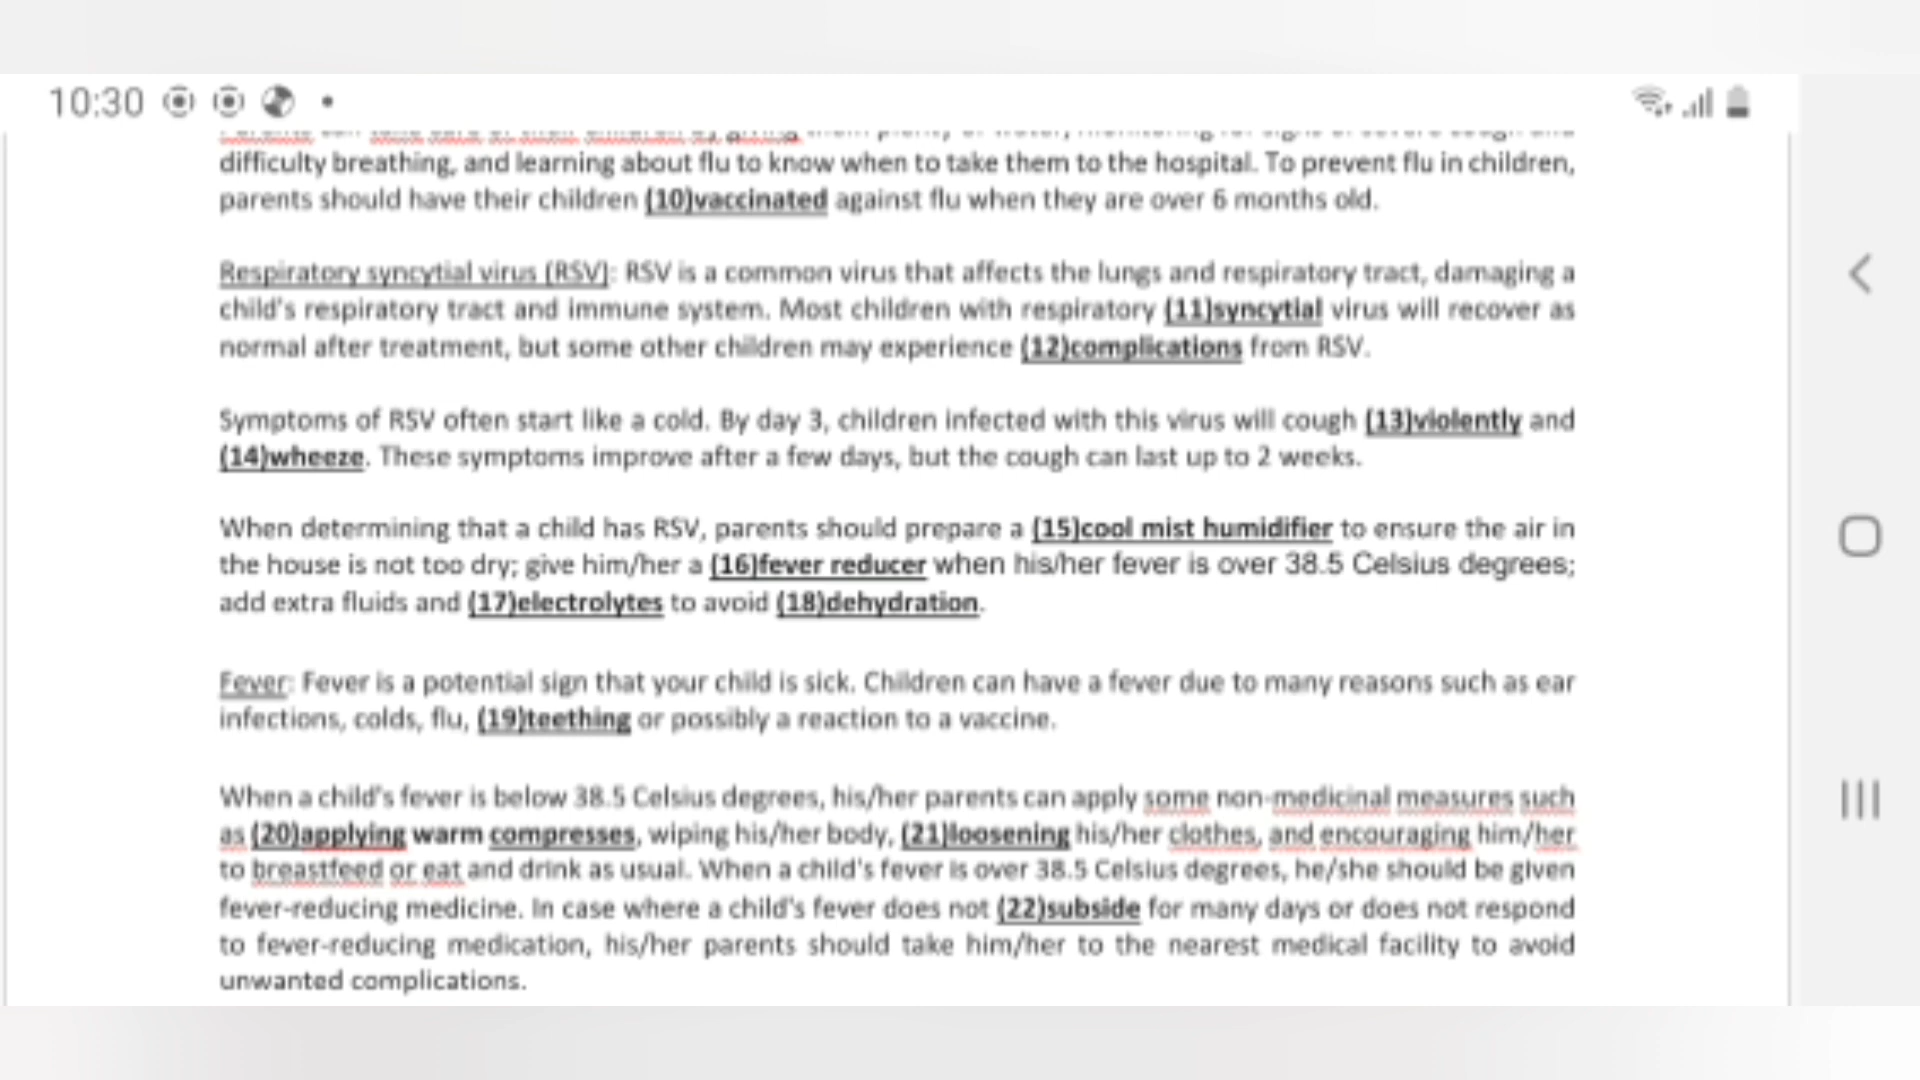 10:30
difficulty breathing, and learning about flu to know when to take them to the hospital. To prevent flu in children,
parents should have their children (10)vaccinated against flu when they are over 6 months old.
Respiratory syncytial virus (RSV): RSV is a common virus that affects the lungs and respiratory tract, damaging a
child's respiratory tract and immune system. Most children with respiratory (11)syncytial virus will recover as
normal after treatment, but some other children may experience (12)complications from RSV.
Symptoms of RSV often start like a cold. By day 3, children infected with this virus will cough (13)violently and
(14)wheeze. These symptoms improve after a few days, but the cough can last up to 2 weeks.
When determining that a child has RSV, parents should prepare a (15)cool mist humidifier to ensure the air in
the house is not too dry; give him/her a (16)fever reducer when his/her fever is over 38.5 Celsius degrees;
add extra fluids and (17)electrolytes to avoid (18)dehydration.
Fever: Fever is a potential sign that your child is sick. Children can have a fever due to many reasons such as ear
infections, colds, flu, (19)teething or possibly a reaction to a vaccine.
When a child's fever is below 38.5 Celsius degrees, his/her parents can apply some non-medicinal measures such
as (20)applying warm compresses, wiping his/her body, (21)loosening his/her clothes, and encouraging him/her
to breastfeed or eat and drink as usual. When a child's fever is over 38.5 Celsius degrees, he/she should be given
fever-reducing medicine. In case where a child's fever does not (22)subside for many days or does not respond
to fever-reducing medication, his/her parents should take him/her to the nearest medical facility to avoid
unwanted complications.